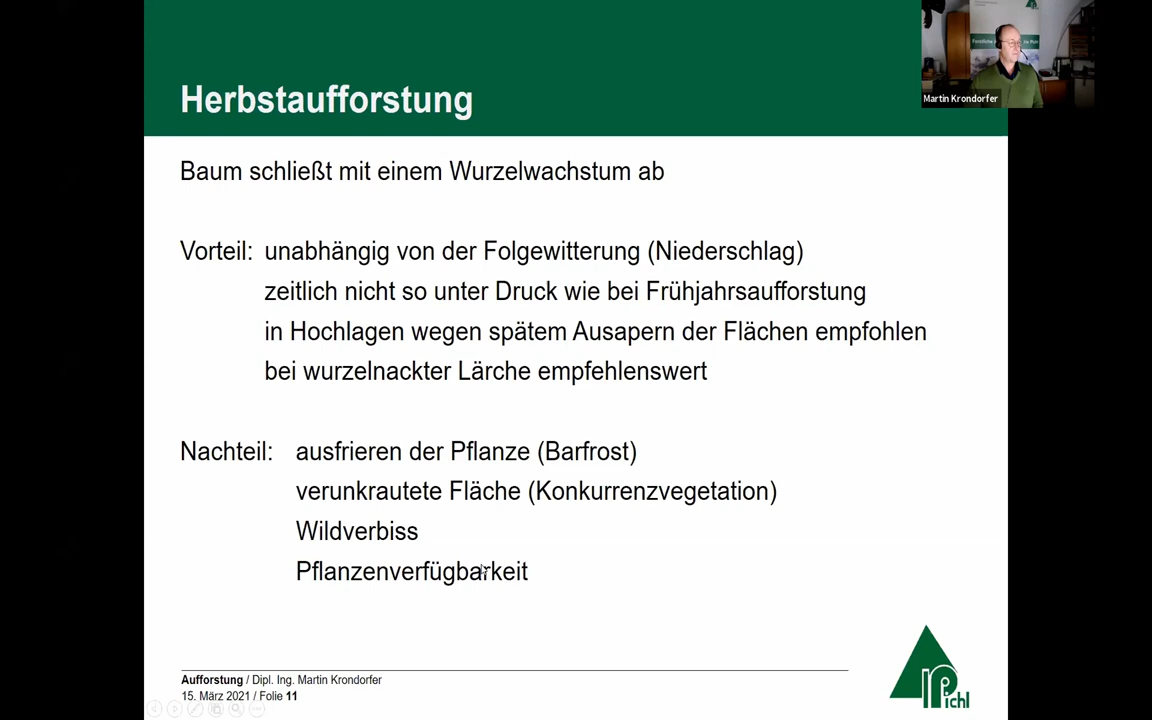 Herbstaufforstung
Martin Krondorfer
Baum schließt mit einem Wurzelwachstum ab
Vorteil: unabhängig von der Folgewitterung (Niederschlag)
zeitlich nicht so unter Druck wie bei Frühjahrsaufforstung
in Hochlagen wegen spätem Ausapern der Flächen empfohlen
bei wurzelnackter Lärche empfehlenswert
Nachteil: ausfrieren der Pflanze (Barfrost)
verunkrautete Fläche (Konkurrenzvegetation)
Wildverbiss
Pflanzenverfügbarkeit
Aufforstung / Dipl. Ing. Martin Krondorfer
15. März 2021 / Folie 11
Pichl